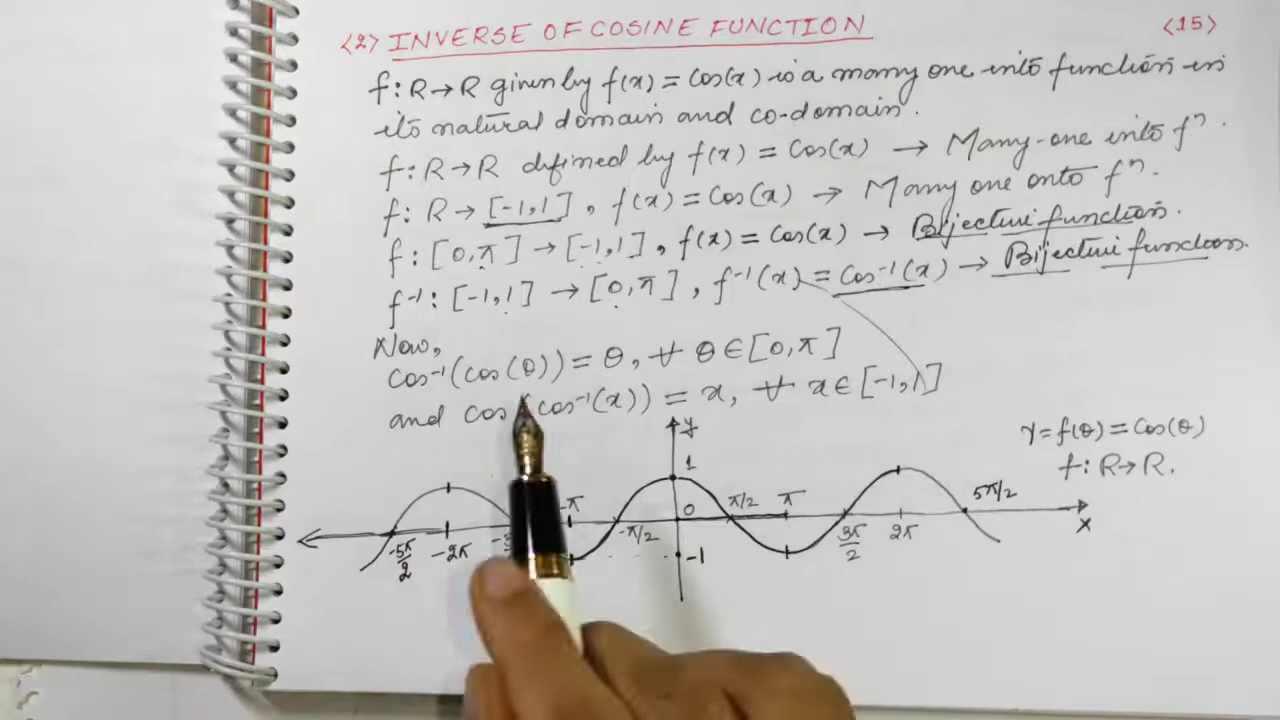 <2> INVERSE OF COSINE FUNCTION <15>
f: R→R given by f(x) = Cos(x) is a many one into function in
its natural domain and co-domain.
f: R→R defined by f(x) = Cos(x) → Many-one into fⁿ.
f: R→[-1,1], f(x) = Cos(x) → Many one onto fⁿ.
f: [0,π]→[-1,1], f(x) = Cos(x) → Bijective function.
f⁻¹: [-1,1] → [0,π], f⁻¹(x) = Cos⁻¹(x) → Bijective function.
Now,
cos⁻¹(cos(θ)) = θ, ∀ θ∈[0,π]
and cos(cos⁻¹(x)) = x, ∀ x∈[-1,1]
y
Y = f(θ) = Cos(θ)
f: R→R.
1
-5π/2 -2π -π -π/2 0 π/2 π 3π/2 2π 5π/2 X
-1